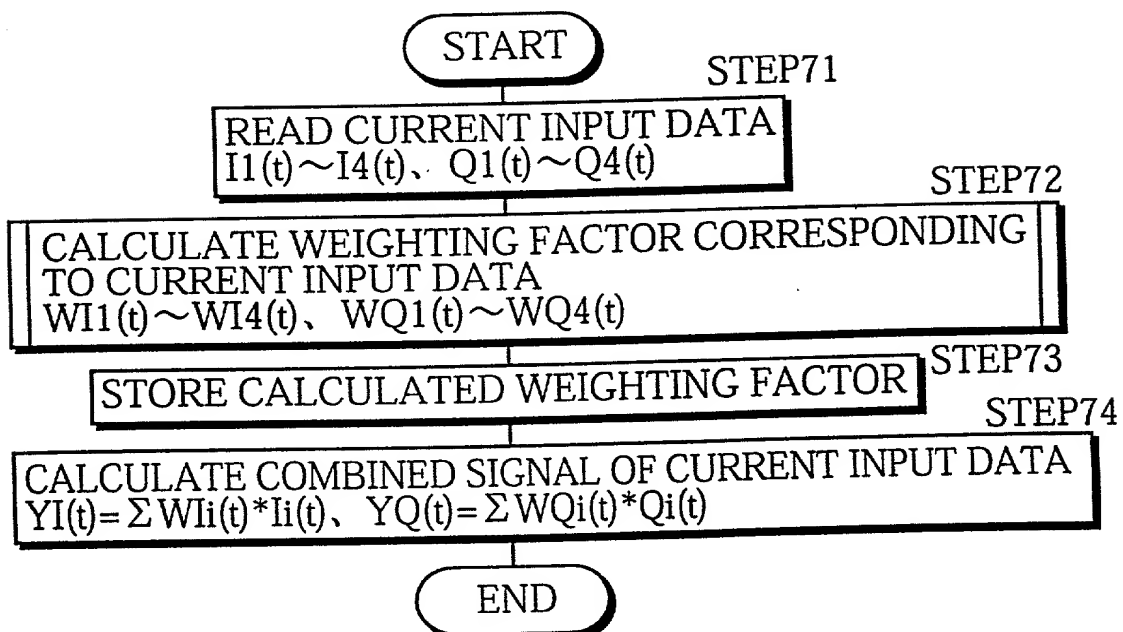 START
STEP71
READ CURRENT INPUT DATA
I1(t)～I4(t)、Q1(t)～Q4(t)
STEP72
CALCULATE WEIGHTING FACTOR CORRESPONDING
TO CURRENT INPUT DATA
WI1(t)～WI4(t)、WQ1(t)～WQ4(t)
STEP73
STORE CALCULATED WEIGHTING FACTOR
STEP74
CALCULATE COMBINED SIGNAL OF CURRENT INPUT DATA
YI(t)=ΣWIi(t)*Ii(t)、YQ(t)=ΣWQi(t)*Qi(t)
END